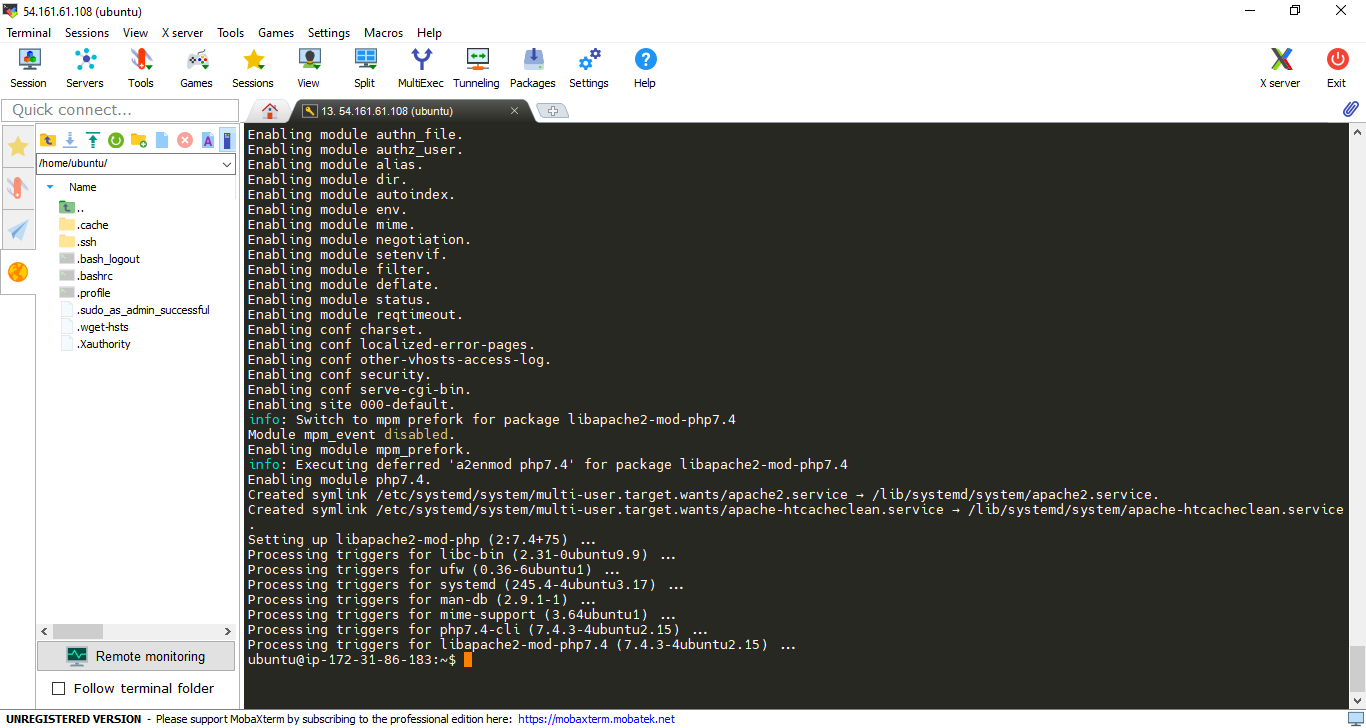 54.161.61.108 (ubuntu)
Terminal Sessions View X server Tools Games Settings Macros Help
Session Servers Tools Games Sessions View Split MultiExec Tunneling Packages Settings Help X server Exit
Quick connect...
13. 54.161.61.108 (ubuntu)
/home/ubuntu/
Name
..
.cache
.ssh
.bash_logout
.bashrc
.profile
.sudo_as_admin_successful
.wget-hsts
.Xauthority
Remote monitoring
Follow terminal folder
Enabling module authn_file.
Enabling module authz_user.
Enabling module alias.
Enabling module dir.
Enabling module autoindex.
Enabling module env.
Enabling module mime.
Enabling module negotiation.
Enabling module setenvif.
Enabling module filter.
Enabling module deflate.
Enabling module status.
Enabling module reqtimeout.
Enabling conf charset.
Enabling conf localized-error-pages.
Enabling conf other-vhosts-access-log.
Enabling conf security.
Enabling conf serve-cgi-bin.
Enabling site 000-default.
info: Switch to mpm prefork for package libapache2-mod-php7.4
Module mpm_event disabled.
Enabling module mpm_prefork.
info: Executing deferred 'a2enmod php7.4' for package libapache2-mod-php7.4
Enabling module php7.4.
Created symlink /etc/systemd/system/multi-user.target.wants/apache2.service → /lib/systemd/system/apache2.service.
Created symlink /etc/systemd/system/multi-user.target.wants/apache-htcacheclean.service → /lib/systemd/system/apache-htcacheclean.service
.
Setting up libapache2-mod-php (2:7.4+75) ...
Processing triggers for libc-bin (2.31-0ubuntu9.9) ...
Processing triggers for ufw (0.36-6ubuntu1) ...
Processing triggers for systemd (245.4-4ubuntu3.17) ...
Processing triggers for man-db (2.9.1-1) ...
Processing triggers for mime-support (3.64ubuntu1) ...
Processing triggers for php7.4-cli (7.4.3-4ubuntu2.15) ...
Processing triggers for libapache2-mod-php7.4 (7.4.3-4ubuntu2.15) ...
ubuntu@ip-172-31-86-183:~$
UNREGISTERED VERSION - Please support MobaXterm by subscribing to the professional edition here: https://mobaxterm.mobatek.net